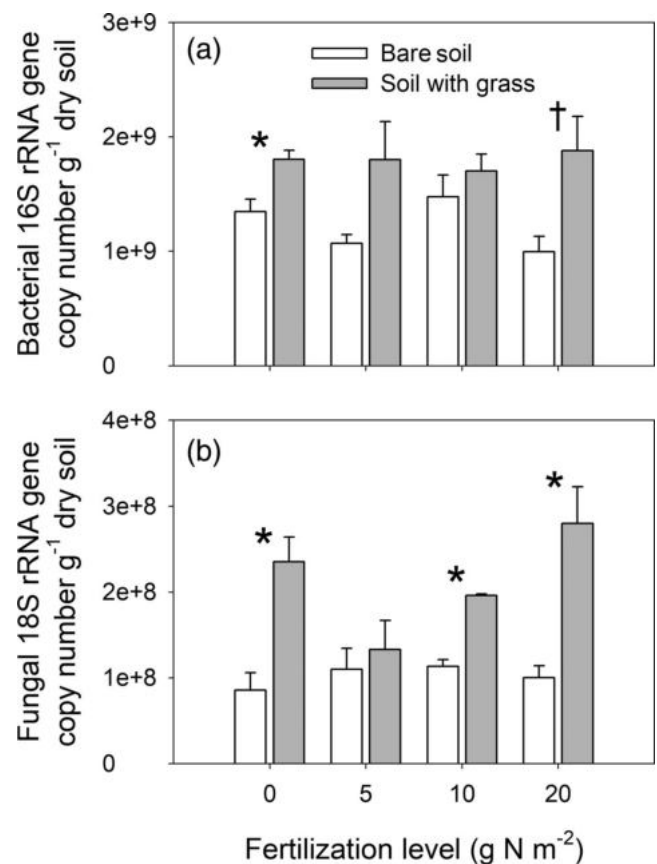 3e+9
(a)
Bare soil
Soil with grass
†
2e+9
*
1e+9
0
Bacterial 16S rRNA gene
copy number g⁻¹ dry soil
4e+8
(b)
*
3e+8
*
*
2e+8
1e+8
0
Fungal 18S rRNA gene
copy number g⁻¹ dry soil
0 5 10 20
Fertilization level (g N m⁻²)